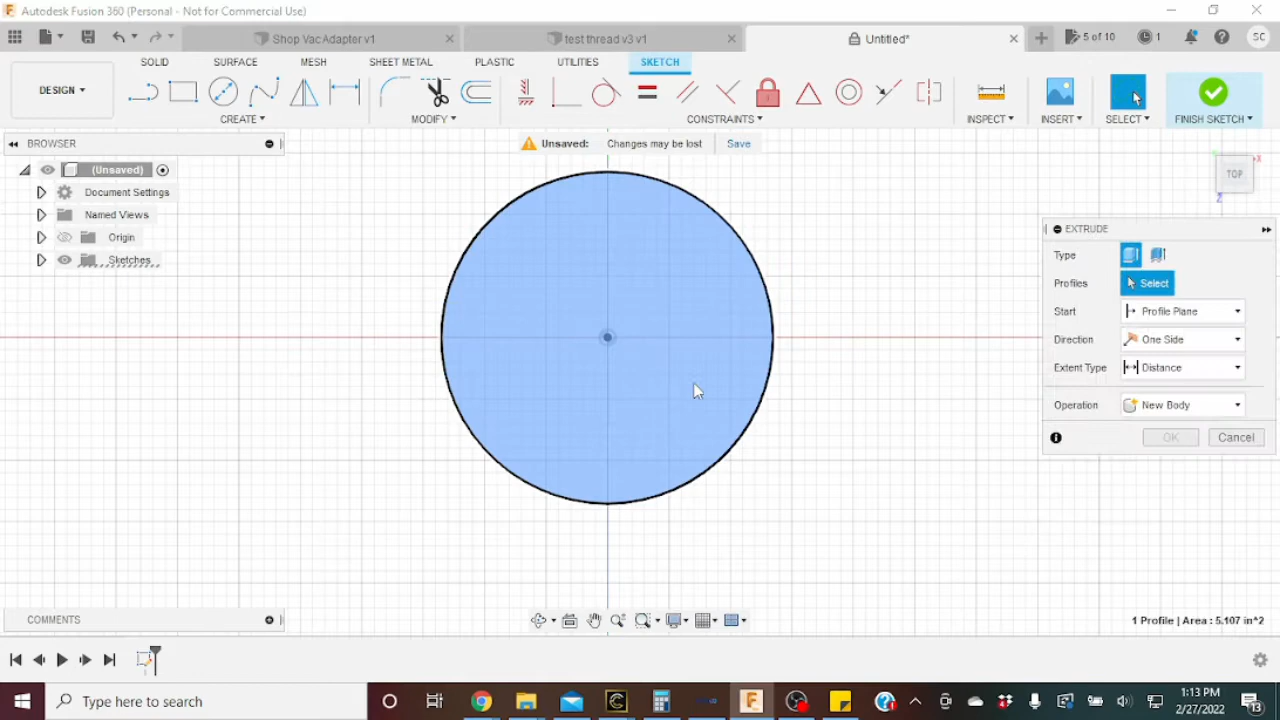 Autodesk Fusion 360 (Personal - Not for Commercial Use)
Shop Vac Adapter v1
test thread v3 v1
Untitled*
5 of 10
1
SC
SOLID
SURFACE
MESH
SHEET METAL
PLASTIC
UTILITIES
SKETCH
DESIGN
CREATE
MODIFY
CONSTRAINTS
INSPECT
INSERT
SELECT
FINISH SKETCH
BROWSER
Unsaved:
Changes may be lost
Save
(Unsaved)
Document Settings
Named Views
Origin
Sketches
TOP
X
Z
EXTRUDE
Type
Profiles
Select
Start
Profile Plane
Direction
One Side
Extent Type
Distance
Operation
New Body
OK
Cancel
COMMENTS
1 Profile | Area : 5.107 in^2
Type here to search
1:13 PM
2/27/2022
13